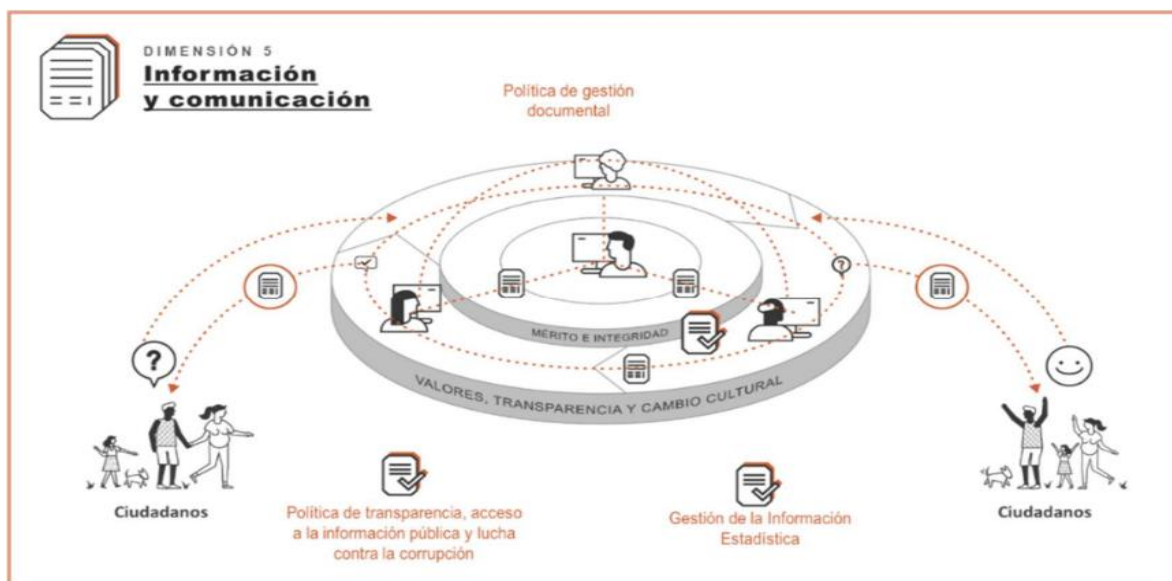 DIMENSIÓN 5
Información
y comunicación
Política de gestión
documental
?
MÉRITO E INTEGRIDAD
VALORES, TRANSPARENCIA Y CAMBIO CULTURAL
?
Ciudadanos
Política de transparencia, acceso
a la información pública y lucha
contra la corrupción
Gestión de la Información
Estadística
Ciudadanos